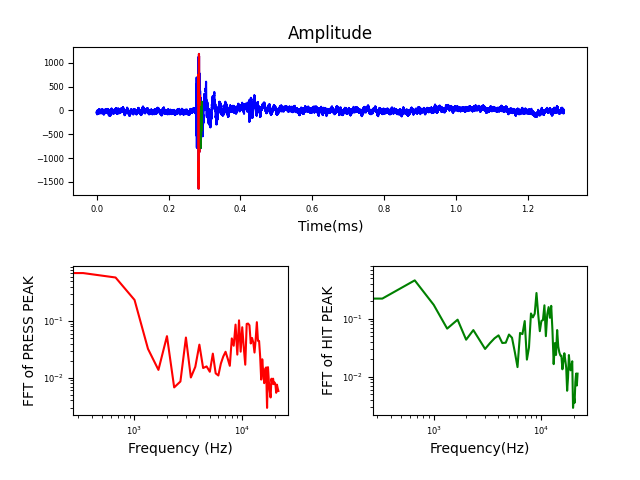 Amplitude
1000
500
0
−500
−1000
−1500
0.0 0.2 0.4 0.6 0.8 1.0 1.2
Time(ms)
FFT of PRESS PEAK
10⁻¹
10⁻²
10³ 10⁴
Frequency (Hz)
FFT of HIT PEAK
10⁻¹
10⁻²
10³ 10⁴
Frequency(Hz)